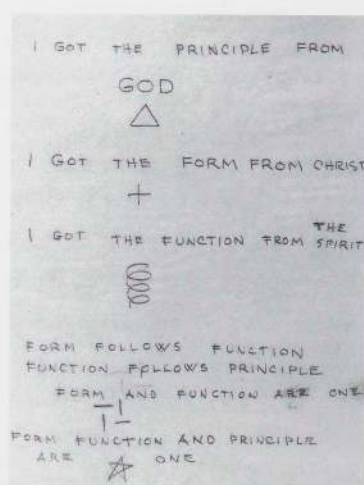 I GOT THE PRINCIPLE FROM
GOD
I GOT THE FORM FROM CHRIST
I GOT THE FUNCTION FROM THE SPIRIT
FORM FOLLOWS FUNCTION
FUNCTION FOLLOWS PRINCIPLE
FORM AND FUNCTION ARE ONE
FORM FUNCTION AND PRINCIPLE
ARE ONE